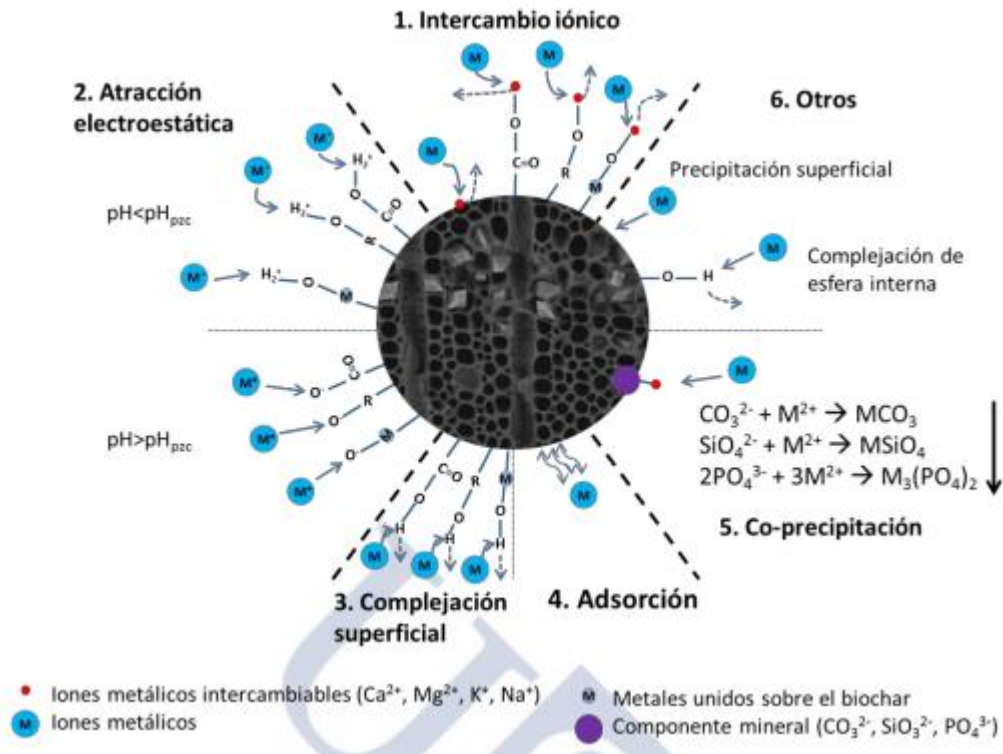 1. Intercambio iónico
2. Atracción
electroestática
6. Otros
Precipitación superficial
pH<pHpzc
Complejación de
esfera interna
pH>pHpzc
CO₃²⁻ + M²⁺ → MCO₃
SiO₄²⁻ + M²⁺ → MSiO₄
2PO₄³⁻ + 3M²⁺ → M₃(PO₄)₂
5. Co-precipitación
3. Complejación
superficial
4. Adsorción
Iones metálicos intercambiables (Ca²⁺, Mg²⁺, K⁺, Na⁺)
M Iones metálicos
M Metales unidos sobre el biochar
Componente mineral (CO₃²⁻, SiO₃²⁻, PO₄³⁻)